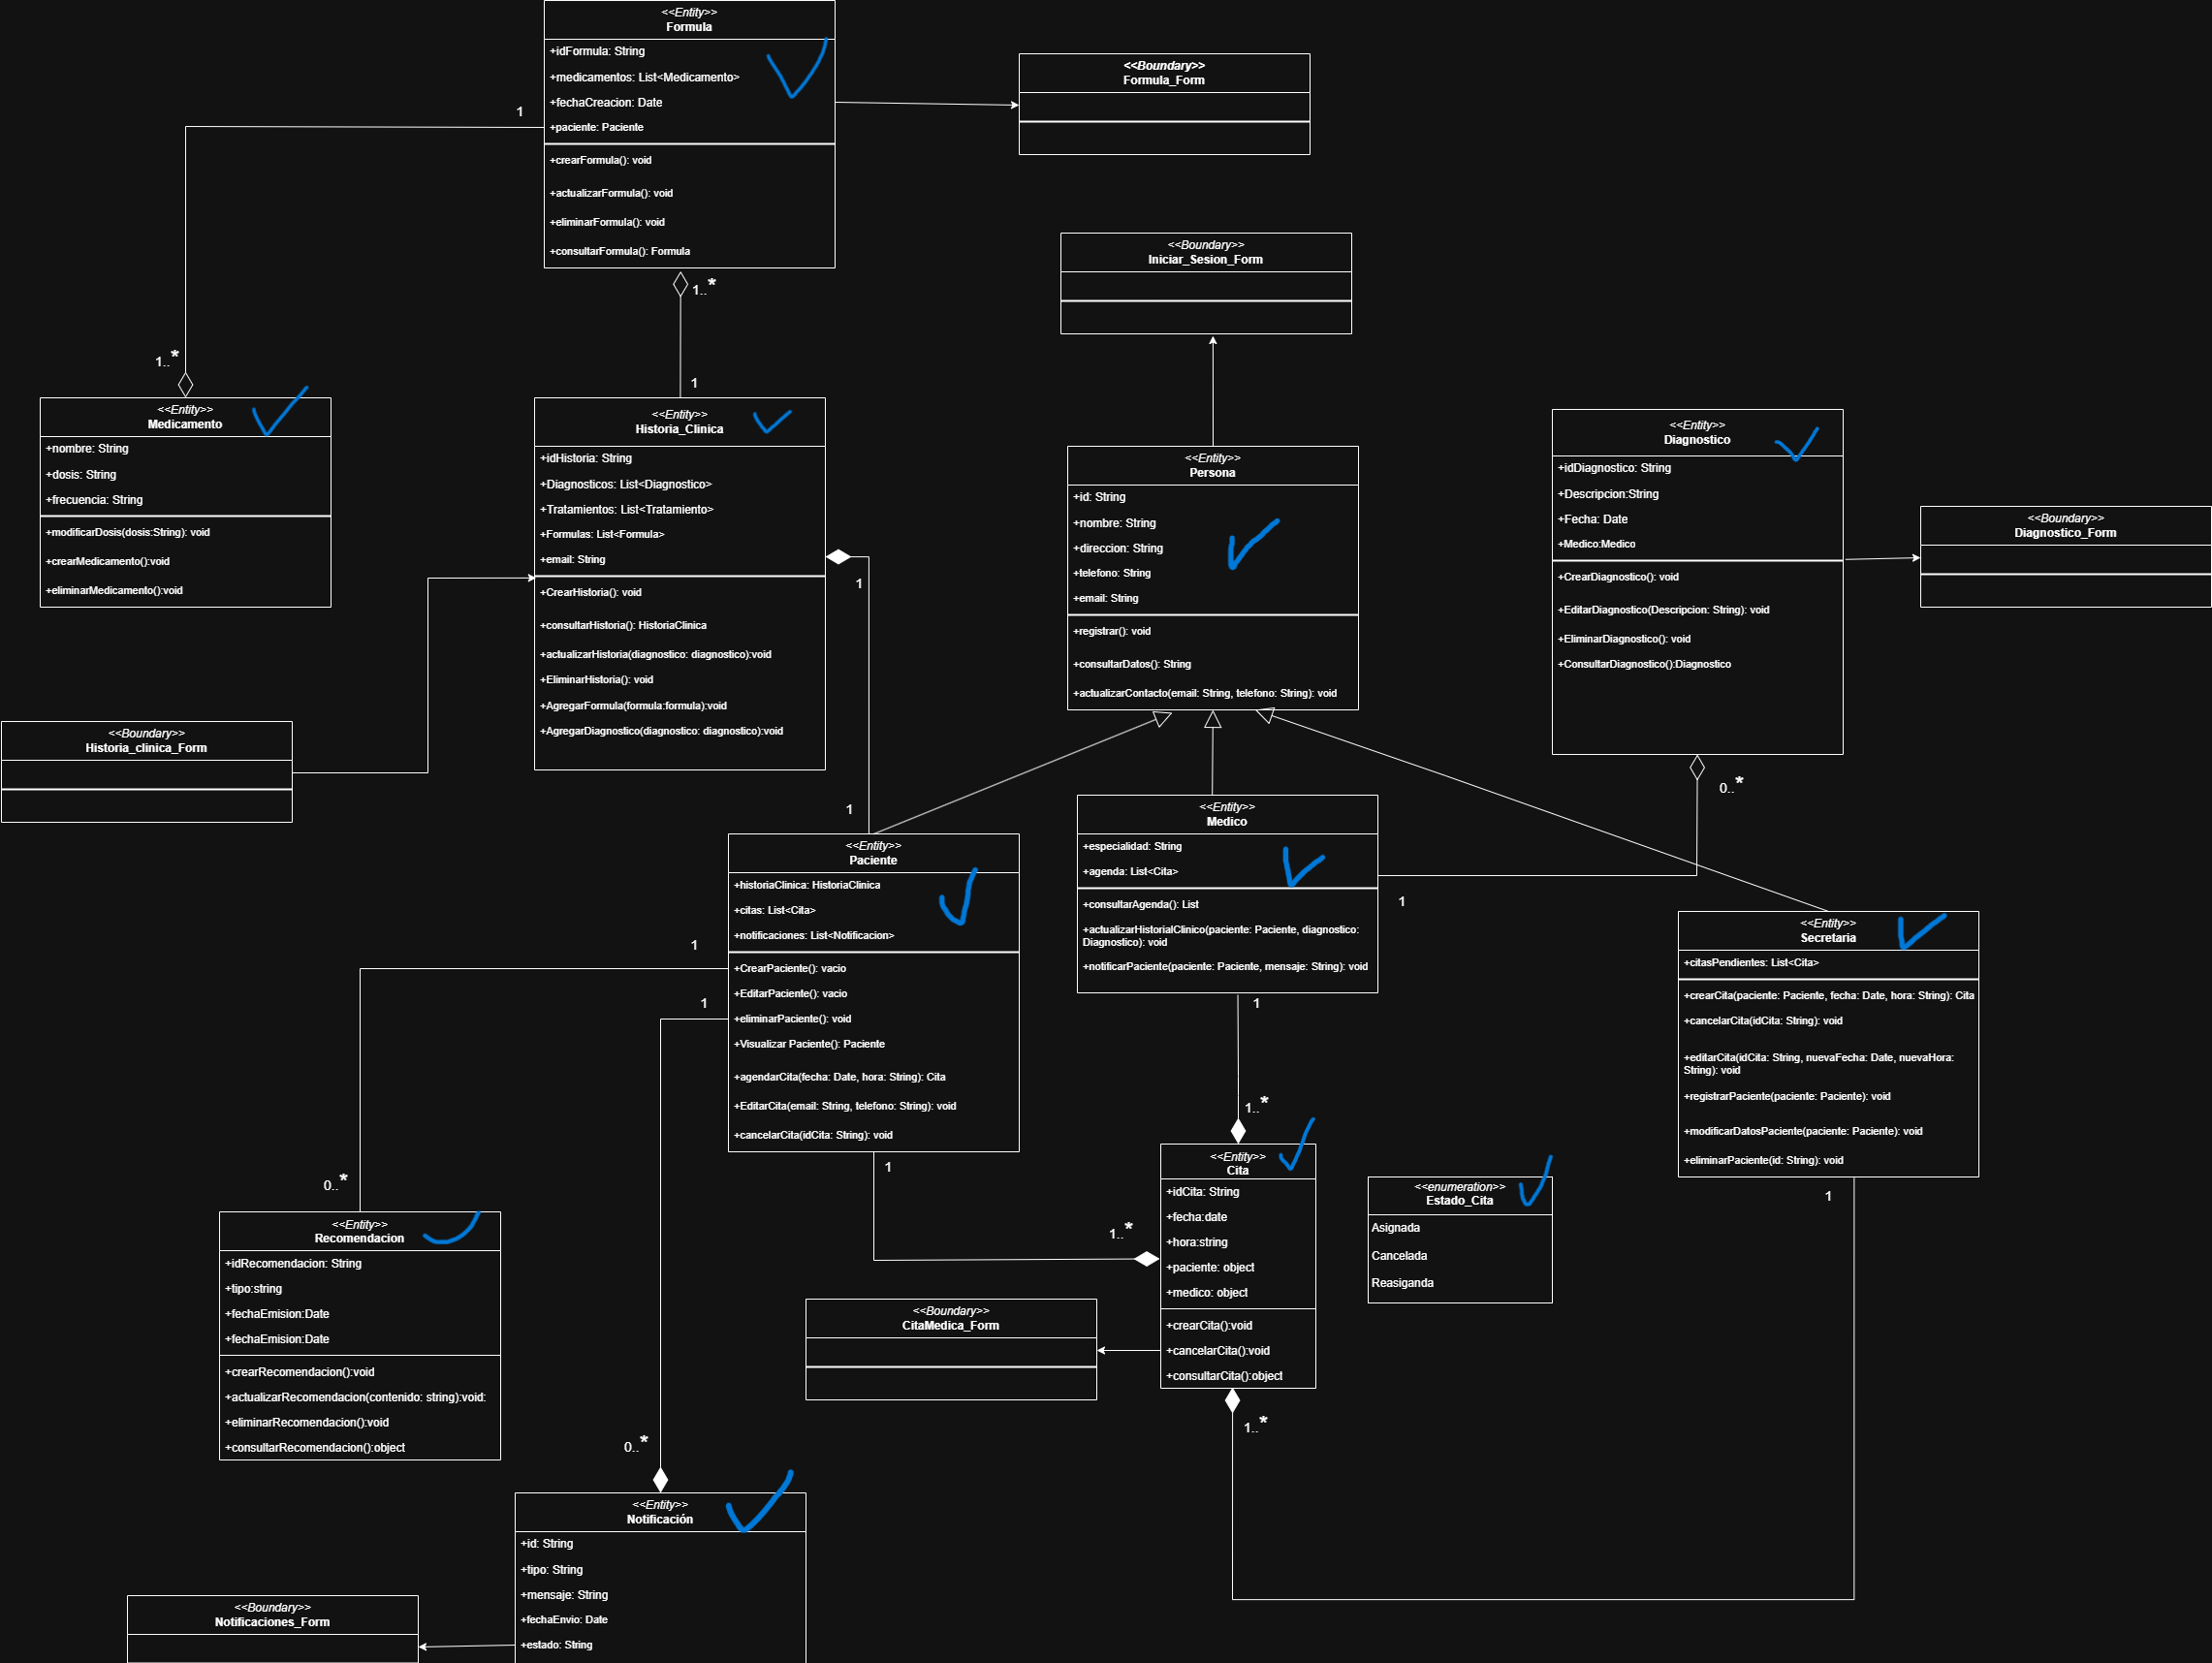 <<Entity>>
Formula
+idFormula: String
+medicamentos: List<Medicamento>
+fechaCreacion: Date
+paciente: Paciente
+crearFormula(): void
+actualizarFormula(): void
+eliminarFormula(): void
+consultarFormula(): Formula
<<Boundary>>
Formula_Form
1
1..*
1..*
1
<<Boundary>>
Iniciar_Sesion_Form
<<Entity>>
Medicamento
+nombre: String
+dosis: String
+frecuencia: String
+modificarDosis(dosis:String): void
+crearMedicamento():void
+eliminarMedicamento():void
<<Entity>>
Historia_Clinica
+idHistoria: String
+Diagnosticos: List<Diagnostico>
+Tratamientos: List<Tratamiento>
+Formulas: List<Formula>
+email: String
+CrearHistoria(): void
+consultarHistoria(): HistoriaClinica
+actualizarHistoria(diagnostico: diagnostico):void
+EliminarHistoria(): void
+AgregarFormula(formula:formula):void
+AgregarDiagnostico(diagnostico: diagnostico):void
1
1
<<Entity>>
Persona
+id: String
+nombre: String
+direccion: String
+telefono: String
+email: String
+registrar(): void
+consultarDatos(): String
+actualizarContacto(email: String, telefono: String): void
<<Entity>>
Diagnostico
+idDiagnostico: String
+Descripcion:String
+Fecha: Date
+Medico:Medico
+CrearDiagnostico(): void
+EditarDiagnostico(Descripcion: String): void
+EliminarDiagnostico(): void
+ConsultarDiagnostico():Diagnostico
<<Boundary>>
Diagnostico_Form
0..*
1
<<Boundary>>
Historia_clinica_Form
<<Entity>>
Paciente
+historiaClinica: HistoriaClinica
+citas: List<Cita>
+notificaciones: List<Notificacion>
+CrearPaciente(): vacio
+EditarPaciente(): vacio
+eliminarPaciente(): void
+Visualizar Paciente(): Paciente
+agendarCita(fecha: Date, hora: String): Cita
+EditarCita(email: String, telefono: String): void
+cancelarCita(idCita: String): void
1
1
1
<<Entity>>
Medico
+especialidad: String
+agenda: List<Cita>
+consultarAgenda(): List
+actualizarHistorialClinico(paciente: Paciente, diagnostico:
Diagnostico): void
+notificarPaciente(paciente: Paciente, mensaje: String): void
1
1..*
<<Entity>>
Secretaria
+citasPendientes: List<Cita>
+crearCita(paciente: Paciente, fecha: Date, hora: String): Cita
+cancelarCita(idCita: String): void
+editarCita(idCita: String, nuevaFecha: Date, nuevaHora:
String): void
+registrarPaciente(paciente: Paciente): void
+modificarDatosPaciente(paciente: Paciente): void
+eliminarPaciente(id: String): void
1
<<Entity>>
Cita
+idCita: String
+fecha:date
+hora:string
+paciente: object
+medico: object
+crearCita():void
+cancelarCita():void
+consultarCita():object
1..*
1..*
<<enumeration>>
Estado_Cita
Asignada
Cancelada
Reasiganda
<<Boundary>>
CitaMedica_Form
0..*
<<Entity>>
Recomendacion
+idRecomendacion: String
+tipo:string
+fechaEmision:Date
+fechaEmision:Date
+crearRecomendacion():void
+actualizarRecomendacion(contenido: string):void:
+eliminarRecomendacion():void
+consultarRecomendacion():object
0..*
<<Entity>>
Notificación
+id: String
+tipo: String
+mensaje: String
+fechaEnvio: Date
+estado: String
<<Boundary>>
Notificaciones_Form